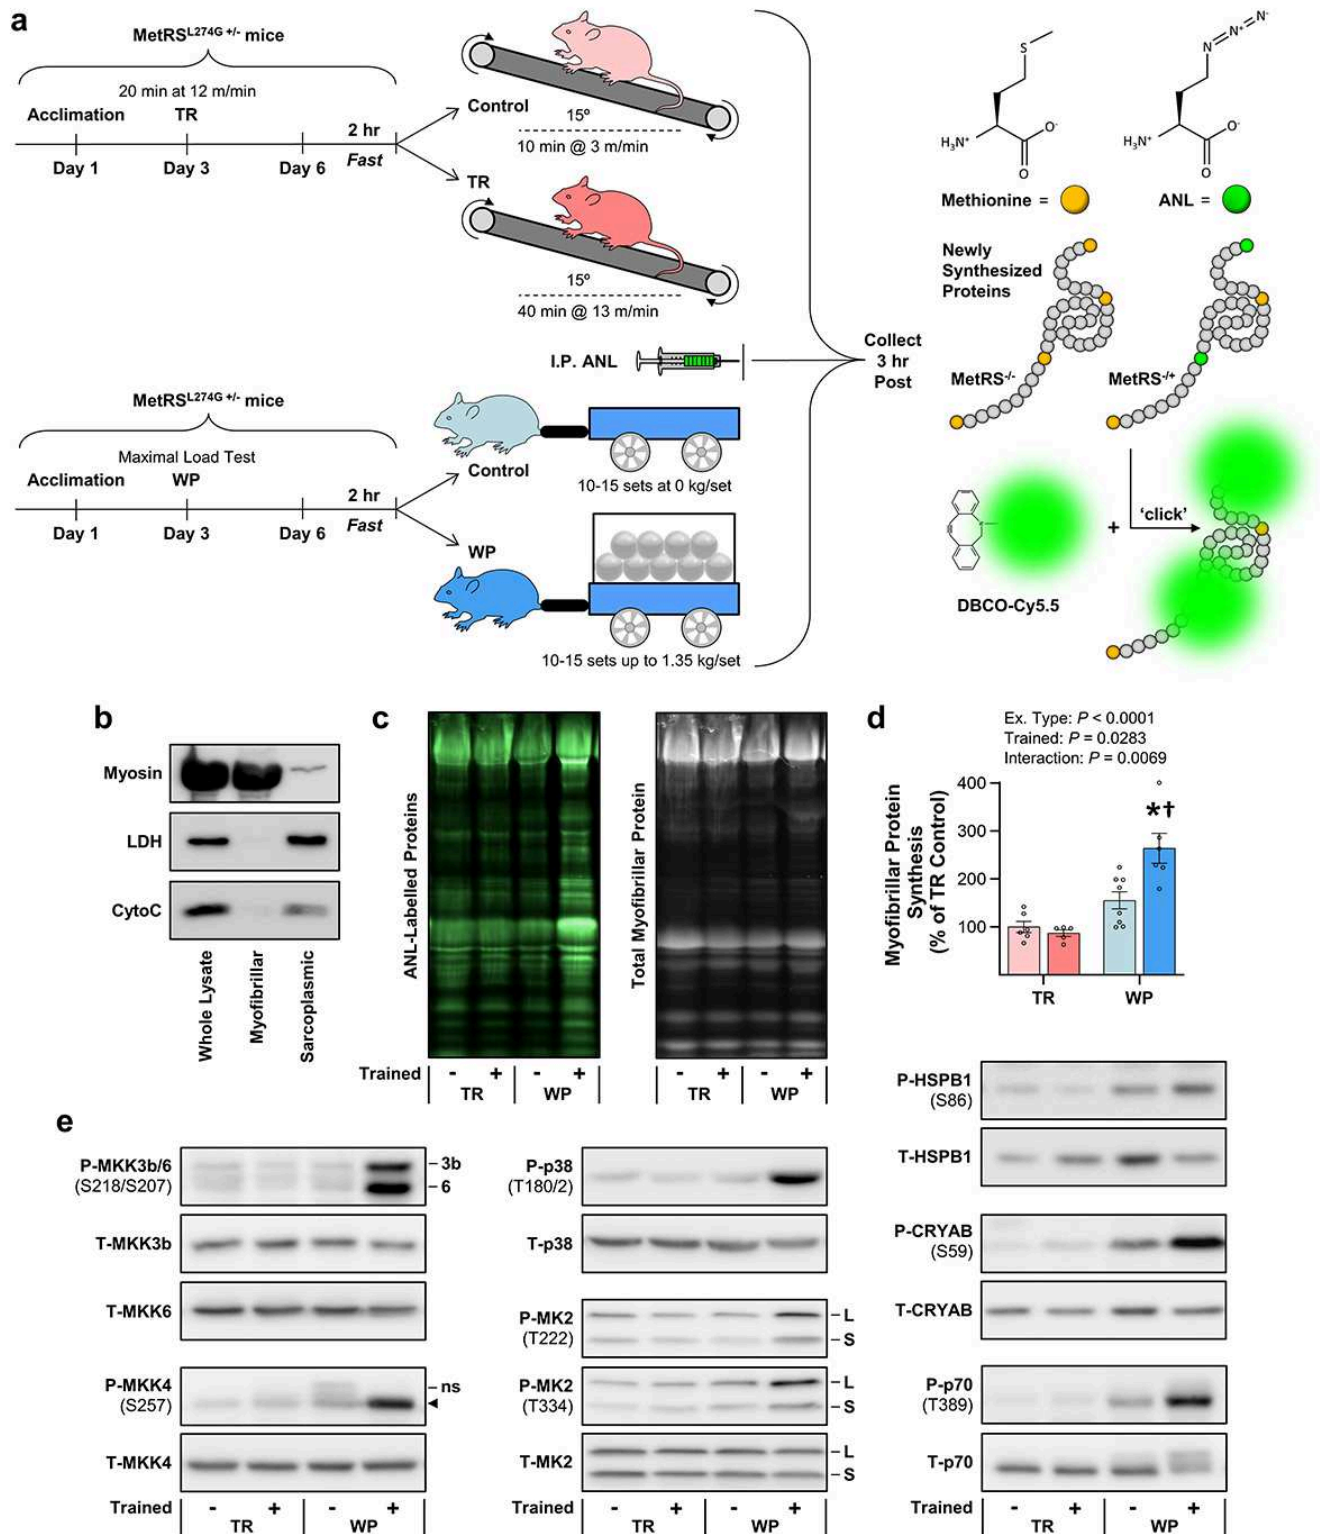 a
MetRS^L274G +/- mice
20 min at 12 m/min
Acclimation TR
2 hr
Day 1 Day 3 Day 6 Fast
Control
15º
10 min @ 3 m/min
TR
15º
40 min @ 13 m/min
I.P. ANL
MetRS^L274G +/- mice
Maximal Load Test
Acclimation WP
2 hr
Day 1 Day 3 Day 6 Fast
Control
10-15 sets at 0 kg/set
WP
10-15 sets up to 1.35 kg/set
Collect
3 hr
Post
S
H₃N⁺ O⁻
O
N N⁺ N⁻
H₃N⁺ O⁻
O
Methionine =
ANL =
Newly
Synthesized
Proteins
MetRS-/-
MetRS-/+
'click'
+
DBCO-Cy5.5
b
Myosin
LDH
CytoC
Whole Lysate
Myofibrillar
Sarcoplasmic
c
ANL-Labelled Proteins
Total Myofibrillar Protein
Trained - + - + - + - +
TR WP TR WP
d
Ex. Type: P < 0.0001
Trained: P = 0.0283
Interaction: P = 0.0069
Myofibrillar Protein
Synthesis
(% of TR Control)
400
300
200
100
*†
TR WP
e
P-MKK3b/6
(S218/S207)
3b
6
T-MKK3b
T-MKK6
P-MKK4
(S257)
ns
T-MKK4
Trained - + - +
TR WP
P-p38
(T180/2)
T-p38
P-MK2
(T222)
L
S
P-MK2
(T334)
L
S
T-MK2
L
S
Trained - + - +
TR WP
P-HSPB1
(S86)
T-HSPB1
P-CRYAB
(S59)
T-CRYAB
P-p70
(T389)
T-p70
Trained - + - +
TR WP